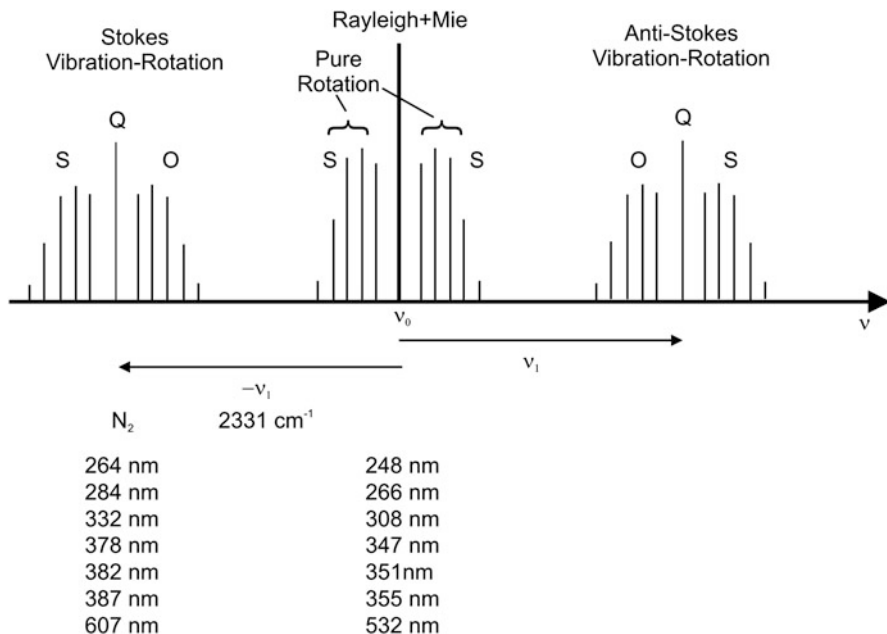 Rayleigh+Mie
Stokes
Vibration-Rotation
Pure
Rotation
Anti-Stokes
Vibration-Rotation
Q
S
O
S
S
Q
O
S
ν₀
ν
ν₁
−ν₁
N₂ 2331 cm⁻¹
264 nm 248 nm
284 nm 266 nm
332 nm 308 nm
378 nm 347 nm
382 nm 351nm
387 nm 355 nm
607 nm 532 nm